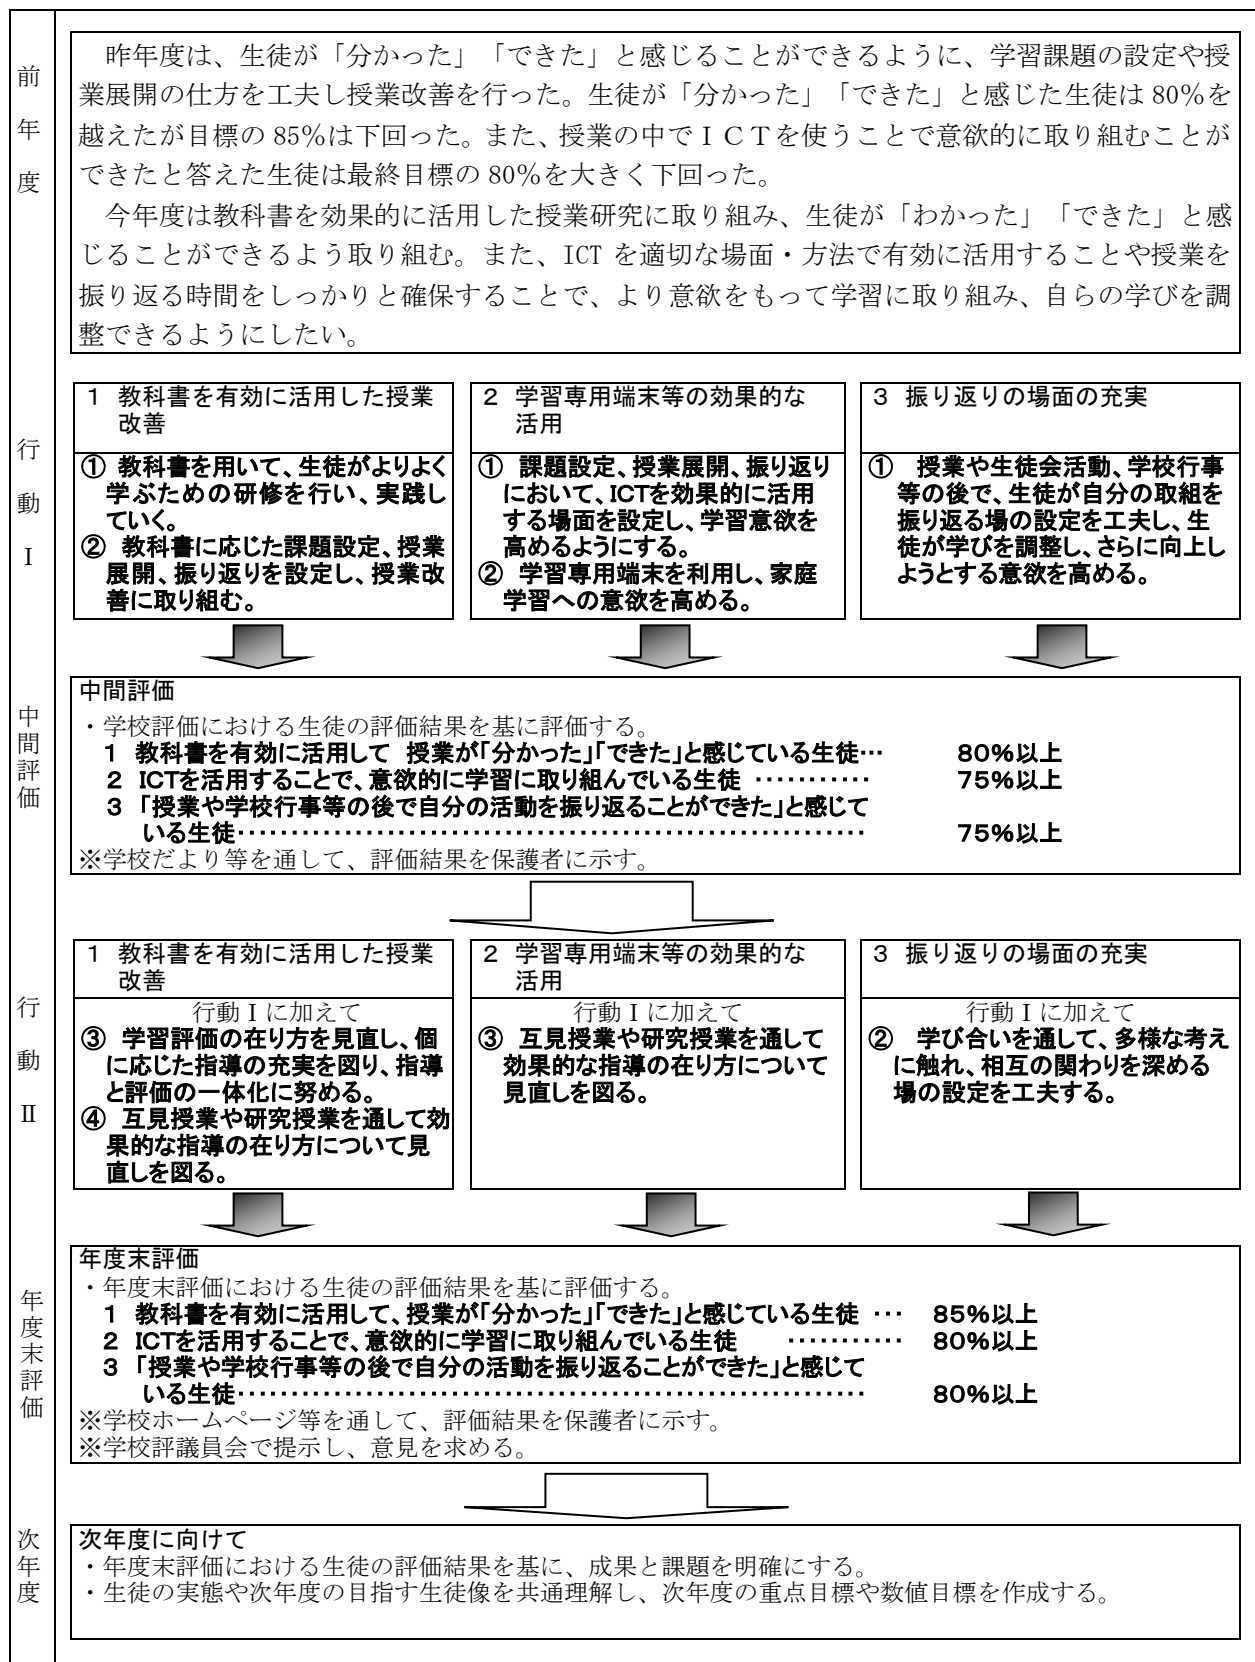 前年度
　昨年度は、生徒が「分かった」「できた」と感じることができるように、学習課題の設定や授
業展開の仕方を工夫し授業改善を行った。生徒が「分かった」「できた」と感じた生徒は 80%を
越えたが目標の 85%は下回った。また、授業の中でＩＣＴを使うことで意欲的に取り組むことが
できたと答えた生徒は最終目標の 80%を大きく下回った。
　今年度は教科書を効果的に活用した授業研究に取り組み、生徒が「わかった」「できた」と感
じることができるよう取り組む。また、ICT を適切な場面・方法で有効に活用することや授業を
振り返る時間をしっかりと確保することで、より意欲をもって学習に取り組み、自らの学びを調
整できるようにしたい。
行動Ⅰ
１ 教科書を有効に活用した授業
改善
① 教科書を用いて、生徒がよりよく
学ぶための研修を行い、実践し
ていく。
② 教科書に応じた課題設定、授業
展開、振り返りを設定し、授業改
善に取り組む。
２ 学習専用端末等の効果的な
活用
① 課題設定、授業展開、振り返り
において、ICTを効果的に活用
する場面を設定し、学習意欲を
高めるようにする。
② 学習専用端末を利用し、家庭
学習への意欲を高める。
３ 振り返りの場面の充実
① 授業や生徒会活動、学校行事
等の後で、生徒が自分の取組を
振り返る場の設定を工夫し、生
徒が学びを調整し、さらに向上し
ようとする意欲を高める。
中間評価
中間評価
・学校評価における生徒の評価結果を基に評価する。
１ 教科書を有効に活用して 授業が「分かった」「できた」と感じている生徒… 80%以上
２ ICTを活用することで、意欲的に学習に取り組んでいる生徒 ‥‥‥‥‥‥ 75%以上
３ 「授業や学校行事等の後で自分の活動を振り返ることができた」と感じて
いる生徒‥‥‥‥‥‥‥‥‥‥‥‥‥‥‥‥‥‥‥‥‥‥‥‥‥‥‥‥‥‥ 75%以上
※学校だより等を通して、評価結果を保護者に示す。
行動Ⅱ
１ 教科書を有効に活用した授業
改善
行動Ⅰに加えて
③ 学習評価の在り方を見直し、個
に応じた指導の充実を図り、指導
と評価の一体化に努める。
④ 互見授業や研究授業を通して効
果的な指導の在り方について見
直しを図る。
２ 学習専用端末等の効果的な
活用
行動Ⅰに加えて
③ 互見授業や研究授業を通して
効果的な指導の在り方について
見直しを図る。
３ 振り返りの場面の充実
行動Ⅰに加えて
② 学び合いを通して、多様な考え
に触れ、相互の関わりを深める
場の設定を工夫する。
年度末評価
年度末評価
・年度末評価における生徒の評価結果を基に評価する。
１ 教科書を有効に活用して、授業が「分かった」「できた」と感じている生徒 … 85%以上
２ ICTを活用することで、意欲的に学習に取り組んでいる生徒 ‥‥‥‥‥‥ 80%以上
３ 「授業や学校行事等の後で自分の活動を振り返ることができた」と感じて
いる生徒‥‥‥‥‥‥‥‥‥‥‥‥‥‥‥‥‥‥‥‥‥‥‥‥‥‥‥‥‥‥ 80%以上
※学校ホームページ等を通して、評価結果を保護者に示す。
※学校評議員会で提示し、意見を求める。
次年度
次年度に向けて
・年度末評価における生徒の評価結果を基に、成果と課題を明確にする。
・生徒の実態や次年度の目指す生徒像を共通理解し、次年度の重点目標や数値目標を作成する。